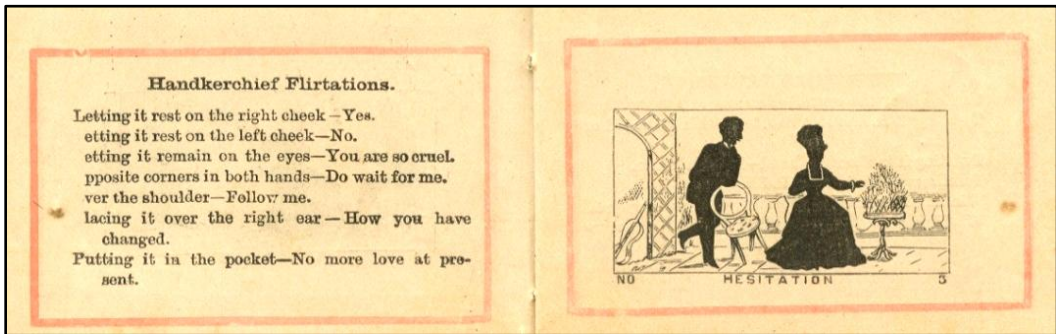 Handkerchief Flirtations.
Letting it rest on the right cheek—Yes.
etting it rest on the left cheek—No.
etting it remain on the eyes—You are so cruel.
pposite corners in both hands—Do wait for me.
ver the shoulder—Follow me.
lacing it over the right ear—How you have
changed.
Putting it in the pocket—No more love at pre-
sent.
NO HESITATION 5